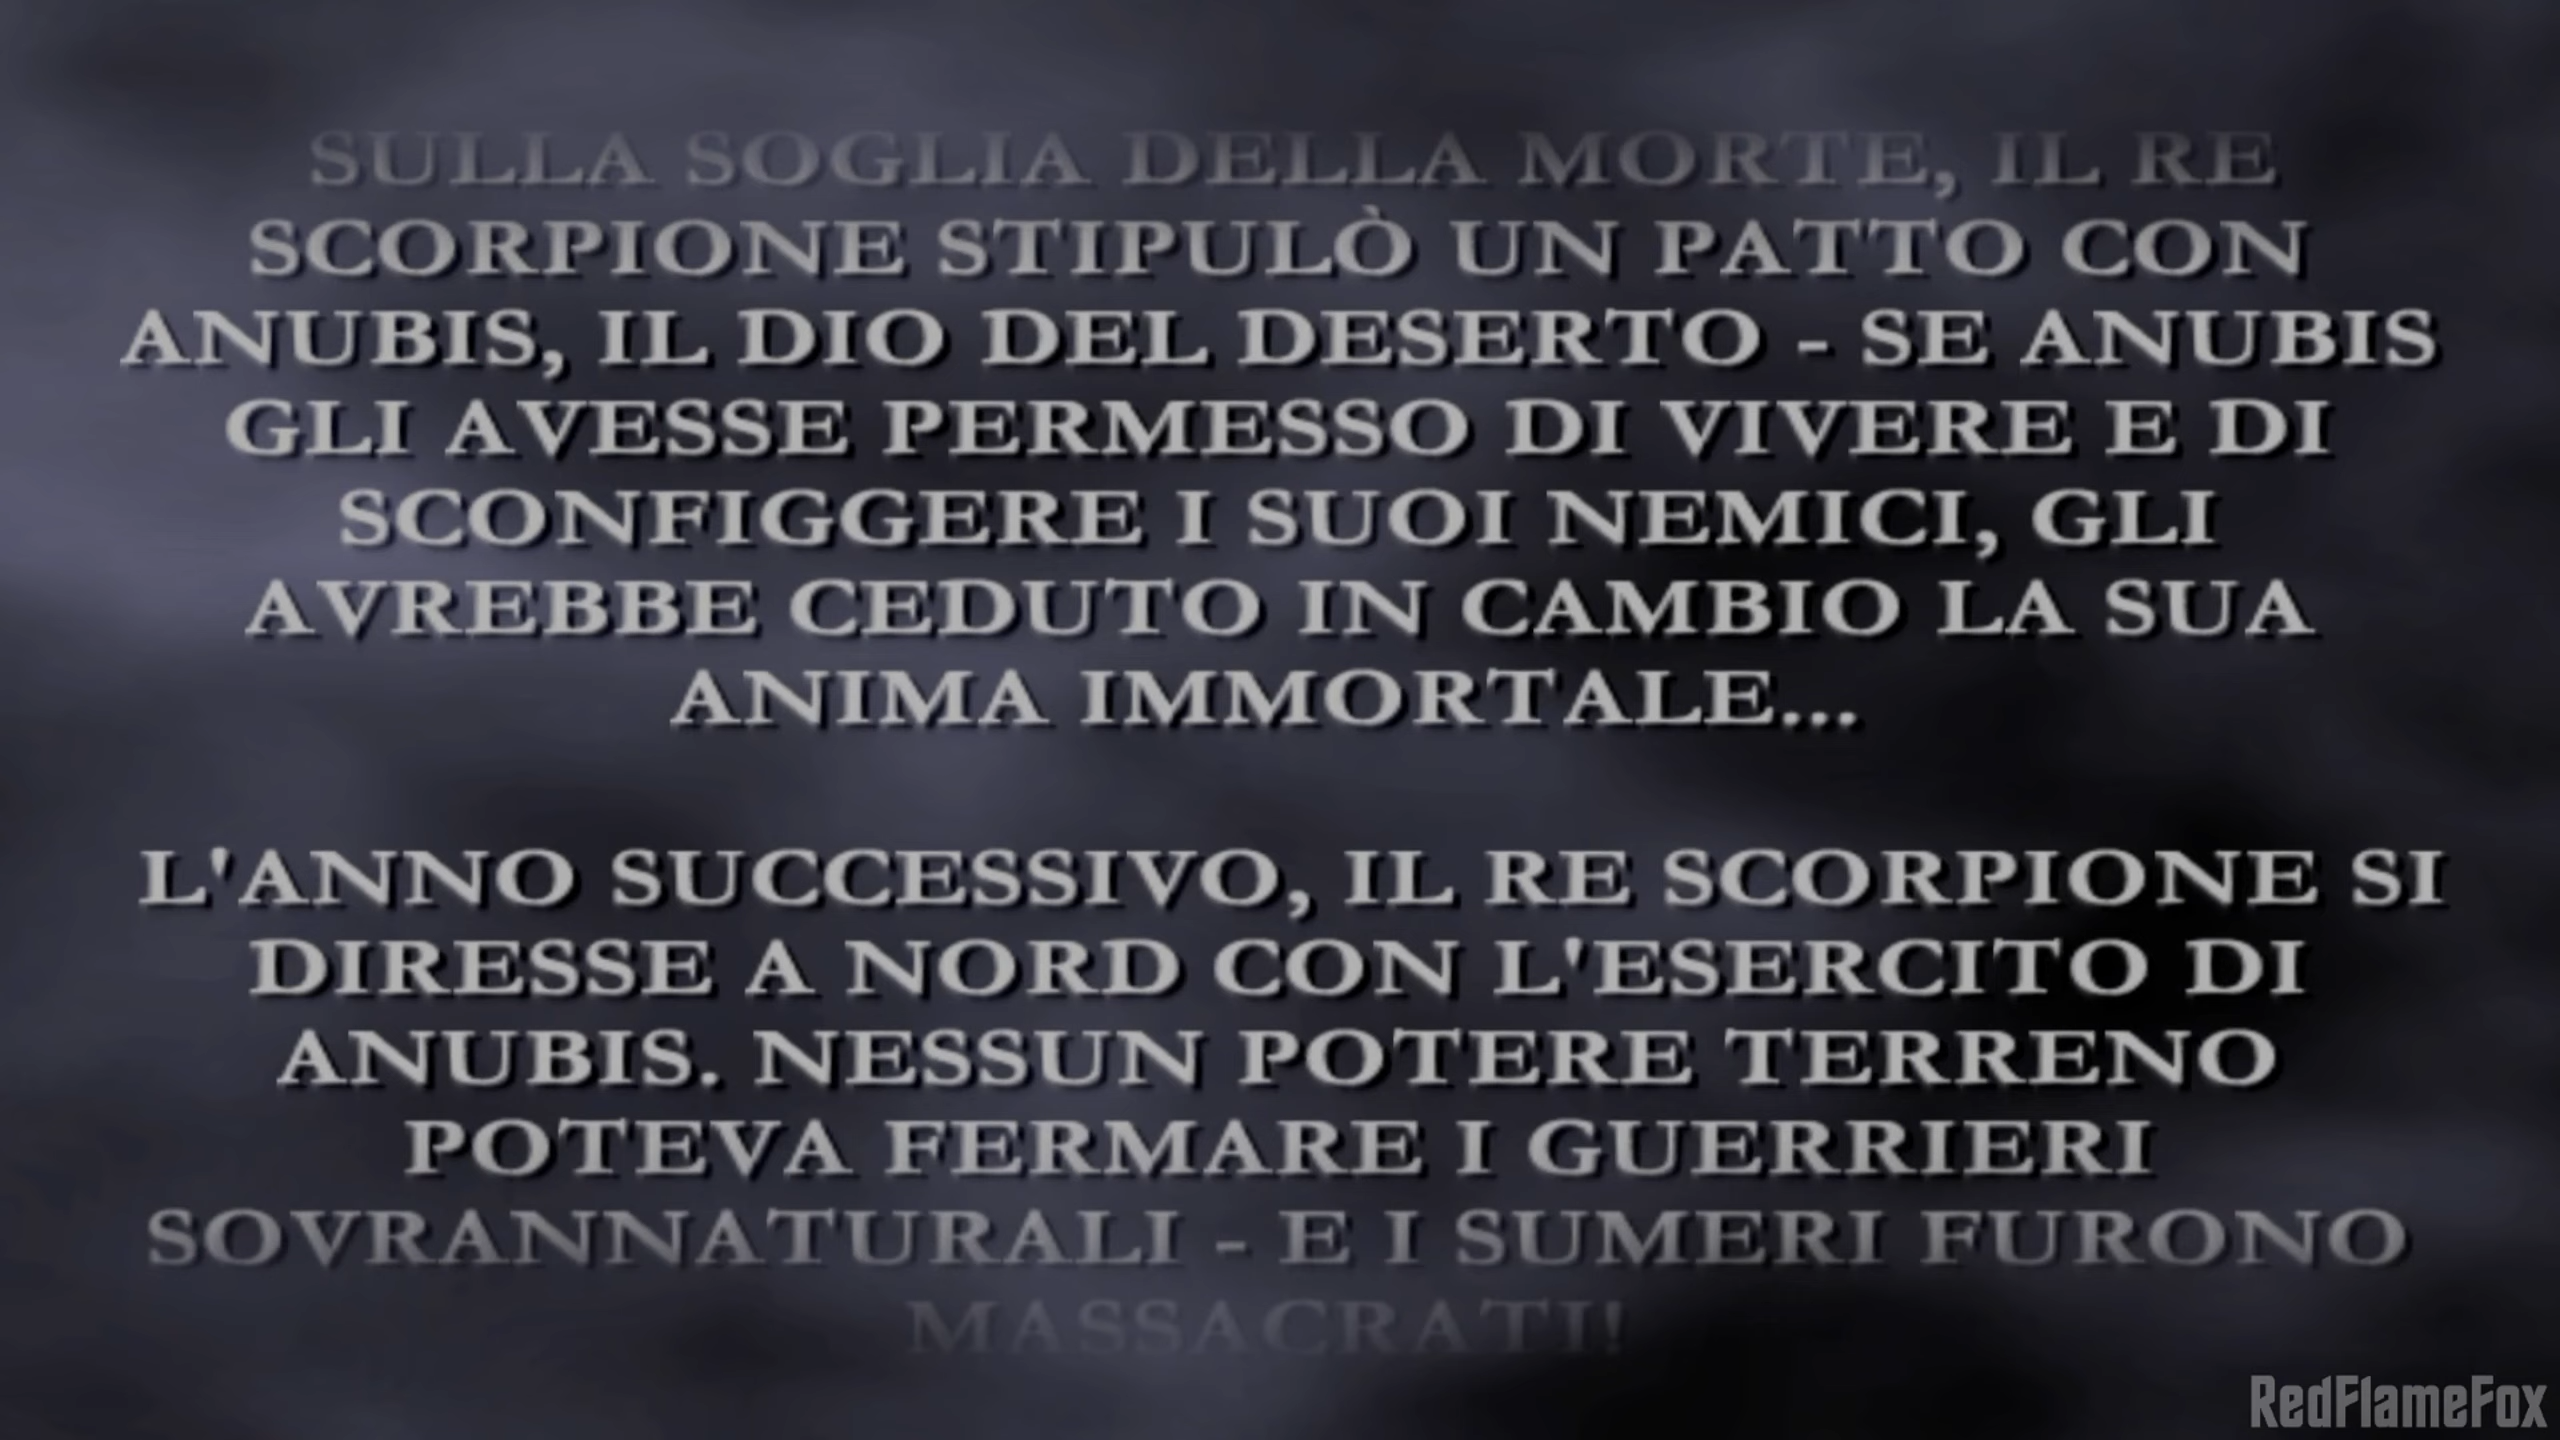 SULLA SOGLIA DELLA MORTE, IL RE
SCORPIONE STIPULÒ UN PATTO CON
ANUBIS, IL DIO DEL DESERTO - SE ANUBIS
GLI AVESSE PERMESSO DI VIVERE E DI
SCONFIGGERE I SUOI NEMICI, GLI
AVREBBE CEDUTO IN CAMBIO LA SUA
ANIMA IMMORTALE...
L'ANNO SUCCESSIVO, IL RE SCORPIONE SI
DIRESSE A NORD CON L'ESERCITO DI
ANUBIS. NESSUN POTERE TERRENO
POTEVA FERMARE I GUERRIERI
SOVRANNATURALI - E I SUMERI FURONO
MASSACRATI!
RedFlameFox